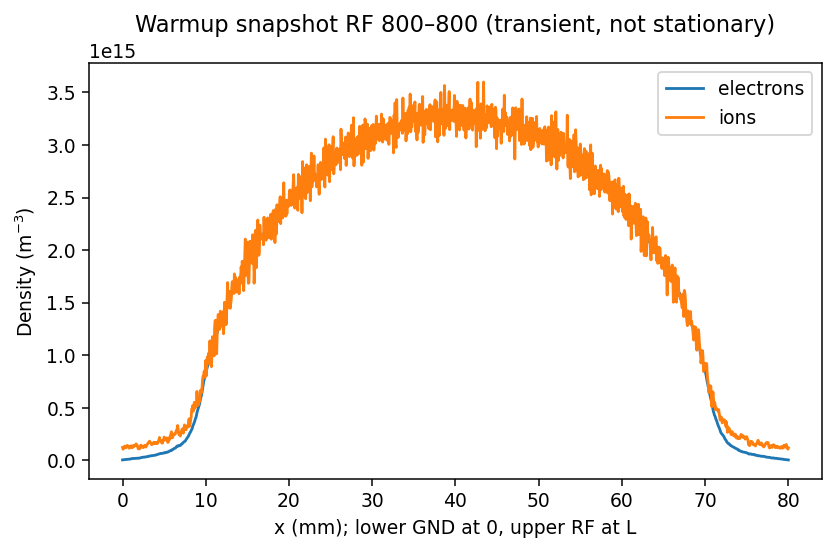 Warmup snapshot RF 800–800 (transient, not stationary)
1e15
electrons
ions
3.5
3.0
2.5
2.0
1.5
1.0
0.5
0.0
Density (m⁻³)
0 10 20 30 40 50 60 70 80
x (mm); lower GND at 0, upper RF at L